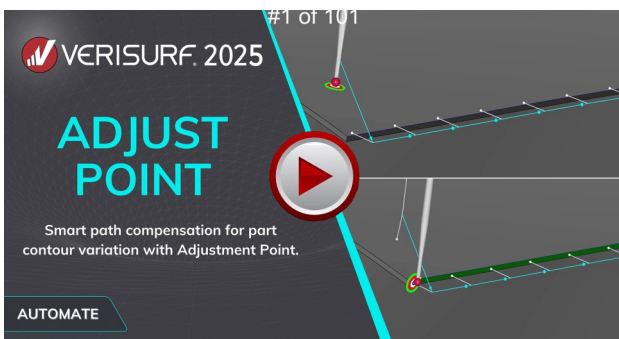 #1 of 101
VERISURF. 2025
ADJUST
POINT
Smart path compensation for part
contour variation with Adjustment Point.
AUTOMATE